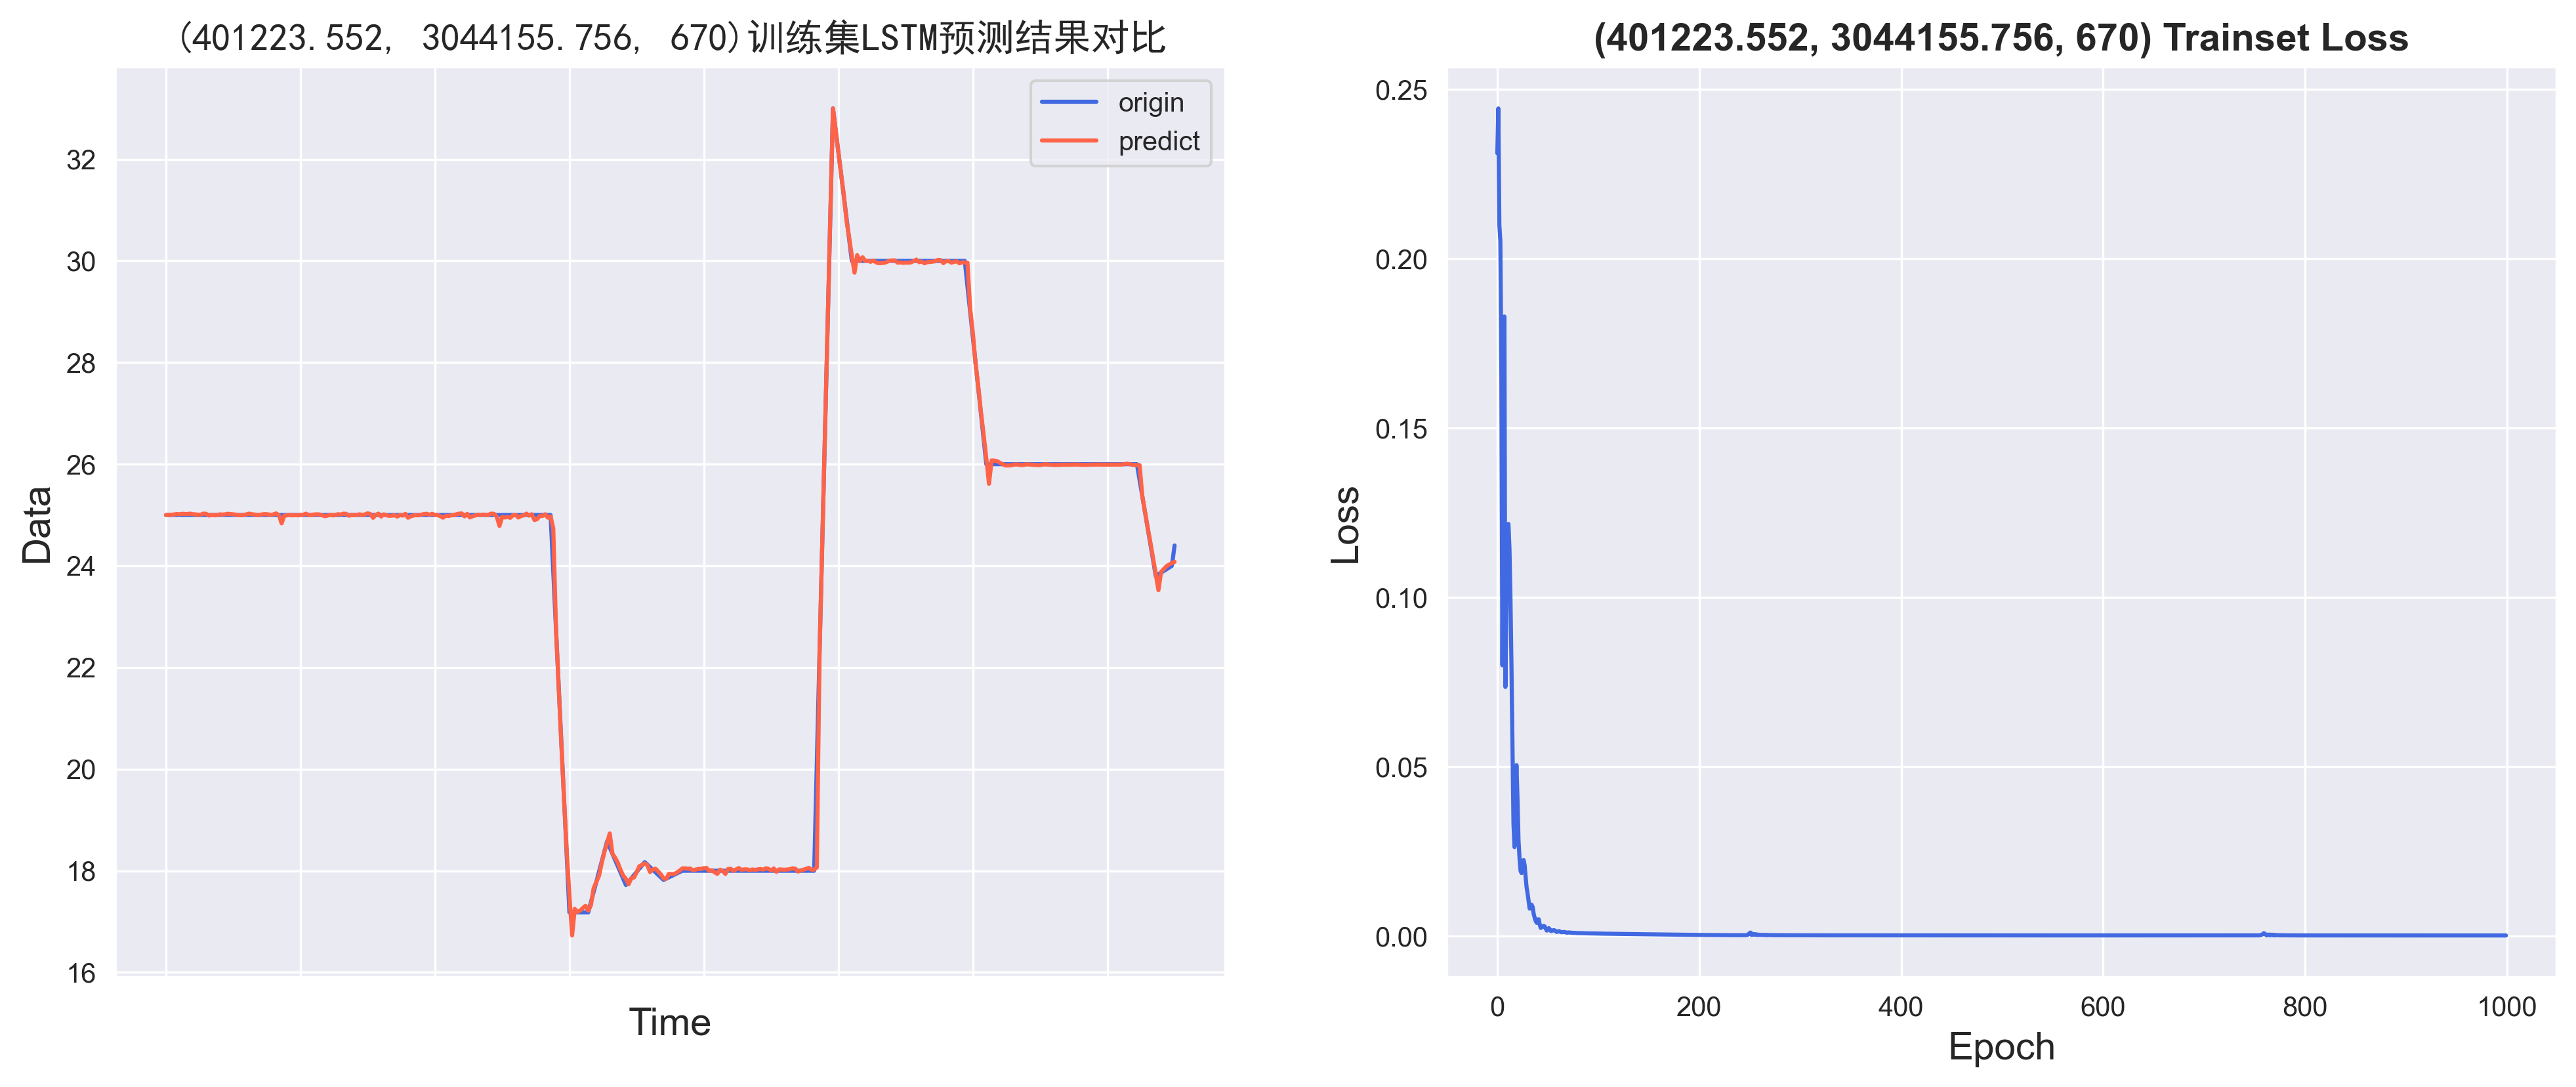 (401223.552, 3044155.756, 670)训练集LSTM预测结果对比
origin
predict
32
30
28
26
24
22
20
18
16
Data
Time
(401223.552, 3044155.756, 670) Trainset Loss
0.25
0.20
0.15
0.10
0.05
0.00
Loss
0 200 400 600 800 1000
Epoch